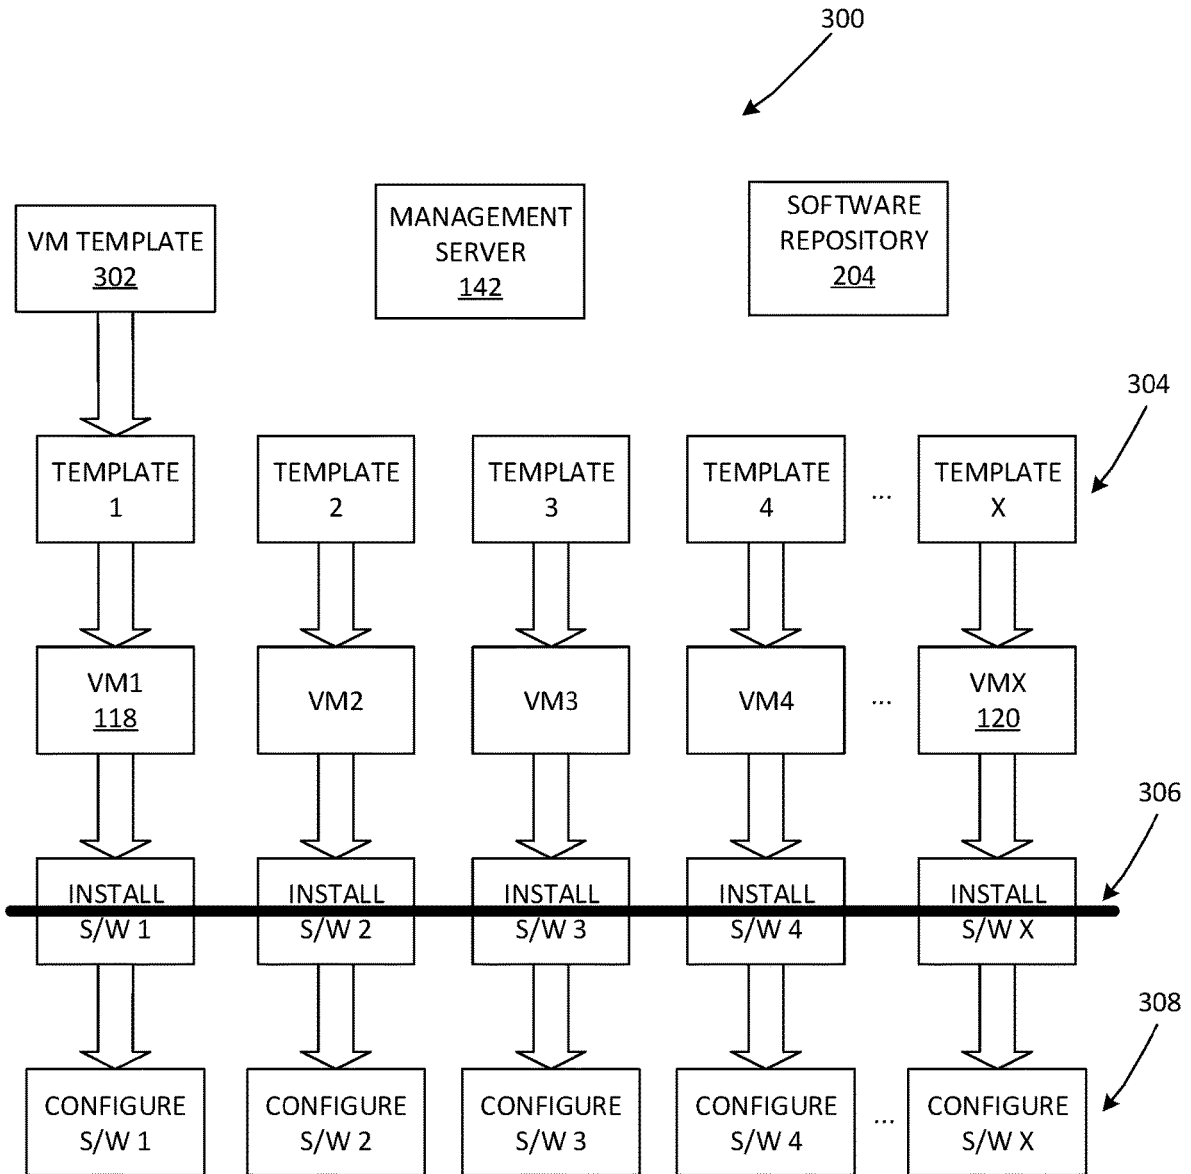 300
VM TEMPLATE
302
MANAGEMENT
SERVER
142
SOFTWARE
REPOSITORY
204
304
TEMPLATE
1
TEMPLATE
2
TEMPLATE
3
TEMPLATE
4
...
TEMPLATE
X
VM1
118
VM2
VM3
VM4
...
VMX
120
306
INSTALL
S/W 1
INSTALL
S/W 2
INSTALL
S/W 3
INSTALL
S/W 4
INSTALL
S/W X
308
CONFIGURE
S/W 1
CONFIGURE
S/W 2
CONFIGURE
S/W 3
CONFIGURE
S/W 4
...
CONFIGURE
S/W X